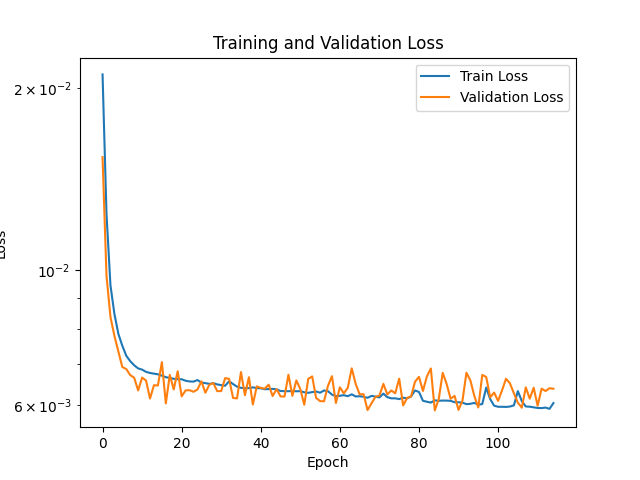 Training and Validation Loss
Train Loss
Validation Loss
2 × 10⁻²
10⁻²
6 × 10⁻³
Loss
0 20 40 60 80 100
Epoch